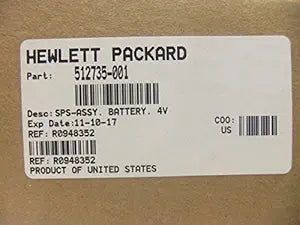 HEWLETT PACKARD
Part: 512735-001
Desc: SPS-ASSY. BATTERY. 4V
Exp Date:11-10-17
COO:
US
REF: R0948352
REF: R0948352
PRODUCT OF UNITED STATES